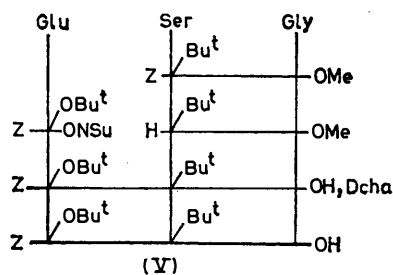 Glu Ser Gly
Bu^t
Z OMe
OBu^t Bu^t
Z ONSu H OMe
OBu^t Bu^t
Z OH,Dcha
OBu^t Bu^t
Z OH
(V)